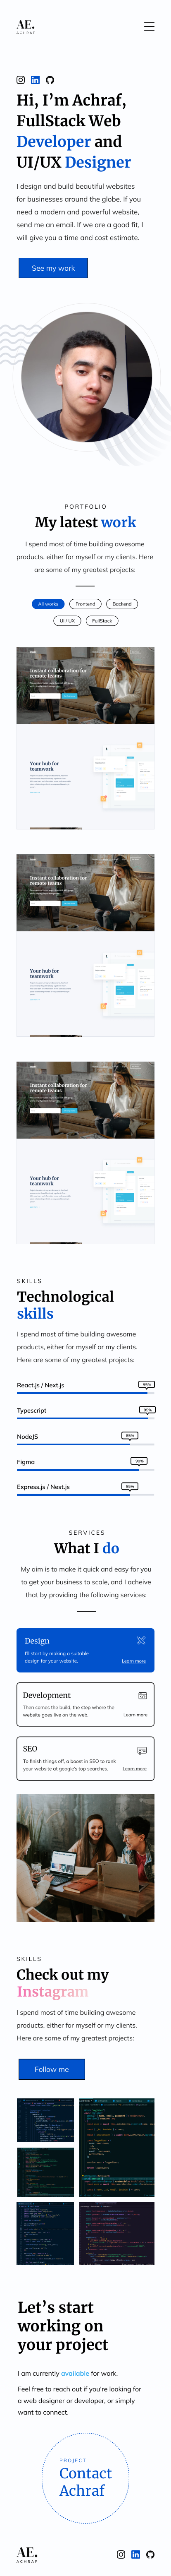 AE.
ACHRAF
Hi, I'm Achraf,
FullStack Web
Developer and
UI/UX Designer
I design and build beautiful websites
for businesses around the globe. If you
need a modern and powerful website,
send me an email. If we are a good fit, I
will give you a time and cost estimate.
See my work
PORTFOLIO
My latest work
I spend most of time building awesome
products, either for myself or my clients. Here
are some of my greatest projects:
All works
Frontend
Backend
UI / UX
FullStack
Instant collaboration for
remote teams
Your hub for
teamwork
Instant collaboration for
remote teams
Your hub for
teamwork
Instant collaboration for
remote teams
Your hub for
teamwork
SKILLS
Technological
skills
I spend most of time building awesome
products, either for myself or my clients.
Here are some of my greatest projects:
React.js / Next.js
95%
Typescript
95%
NodeJS
85%
Figma
90%
Express.js / Nest.js
85%
SERVICES
What I do
My aim is to make it quick and easy for you
to get your business to scale, and I acheive
that by providing the following services:
Design
I'll start by making a suitable
design for your website.
Learn more
Development
Then comes the build, the step where the
website goes live on the web.
Learn more
SEO
To finish things off, a boost in SEO to rank
your website at google's top searches.
Learn more
SKILLS
Check out my
Instagram
I spend most of time building awesome
products, either for myself or my clients.
Here are some of my greatest projects:
Follow me
Let's start
working on
your project
I am currently available for work.
Feel free to reach out if you're looking for
a web designer or developer, or simply
want to connect.
PROJECT
Contact
Achraf
AE.
ACHRAF